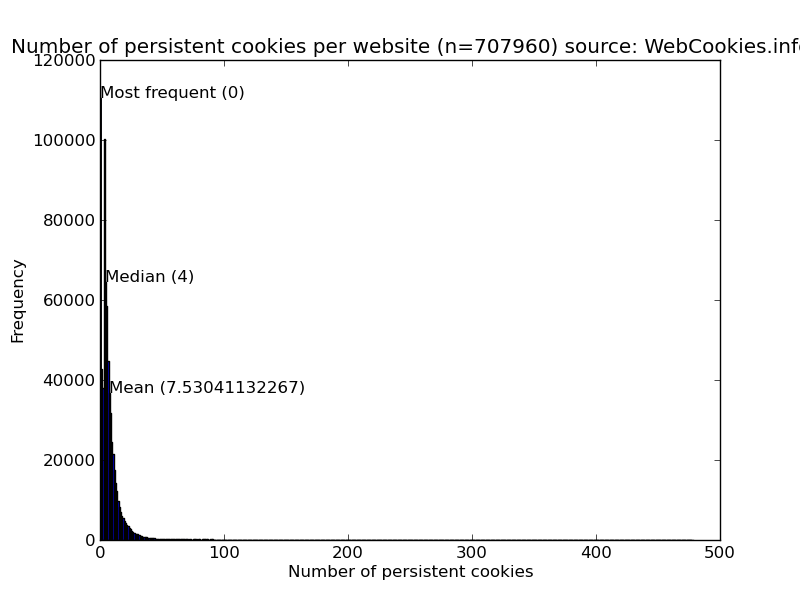 Number of persistent cookies per website (n=707960) source: WebCookies.info
120000
Most frequent (0)
100000
80000
Median (4)
60000
Frequency
40000
Mean (7.53041132267)
20000
0
0 100 200 300 400 500
Number of persistent cookies